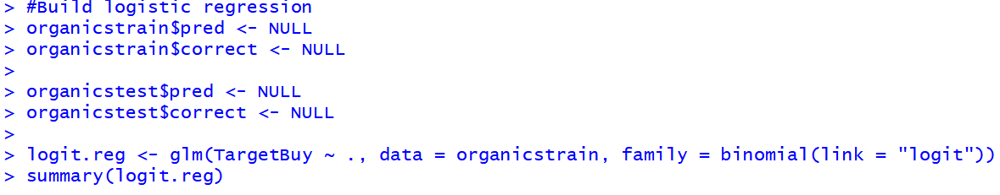 > #Build logistic regression
> organicstrain$pred <- NULL
> organicstrain$correct <- NULL
>
> organicstest$pred <- NULL
> organicstest$correct <- NULL
>
> logit.reg <- glm(TargetBuy ~ ., data = organicstrain, family = binomial(link = "logit"))
> summary(logit.reg)